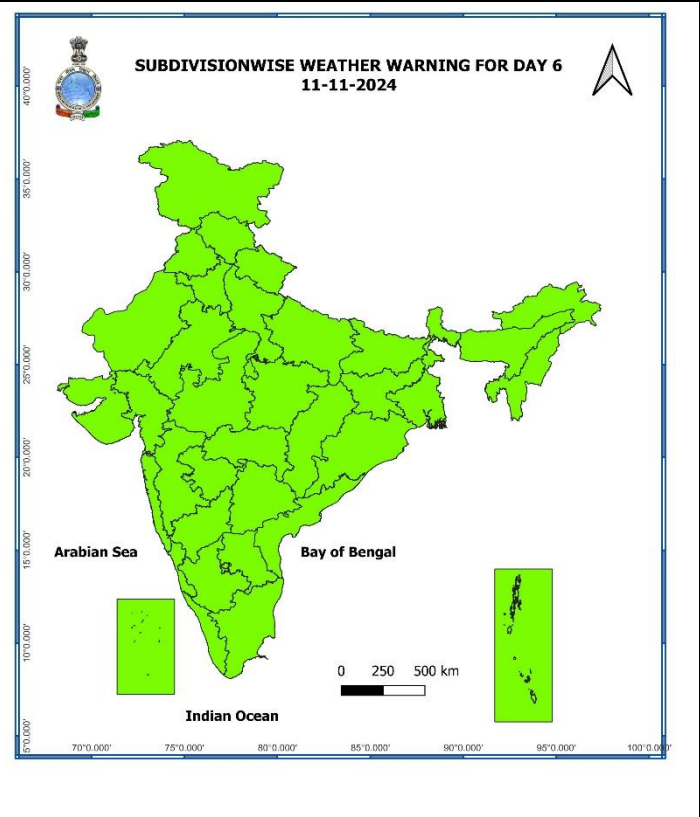 SUBDIVISIONWISE WEATHER WARNING FOR DAY 6
11-11-2024
40°0.000'
35°0.000'
30°0.000'
25°0.000'
20°0.000'
15°0.000'
10°0.000'
5°0.000'
Arabian Sea
Bay of Bengal
0 250 500 km
Indian Ocean
70°0.000' 75°0.000' 80°0.000' 85°0.000' 90°0.000' 95°0.000' 100°0.000'